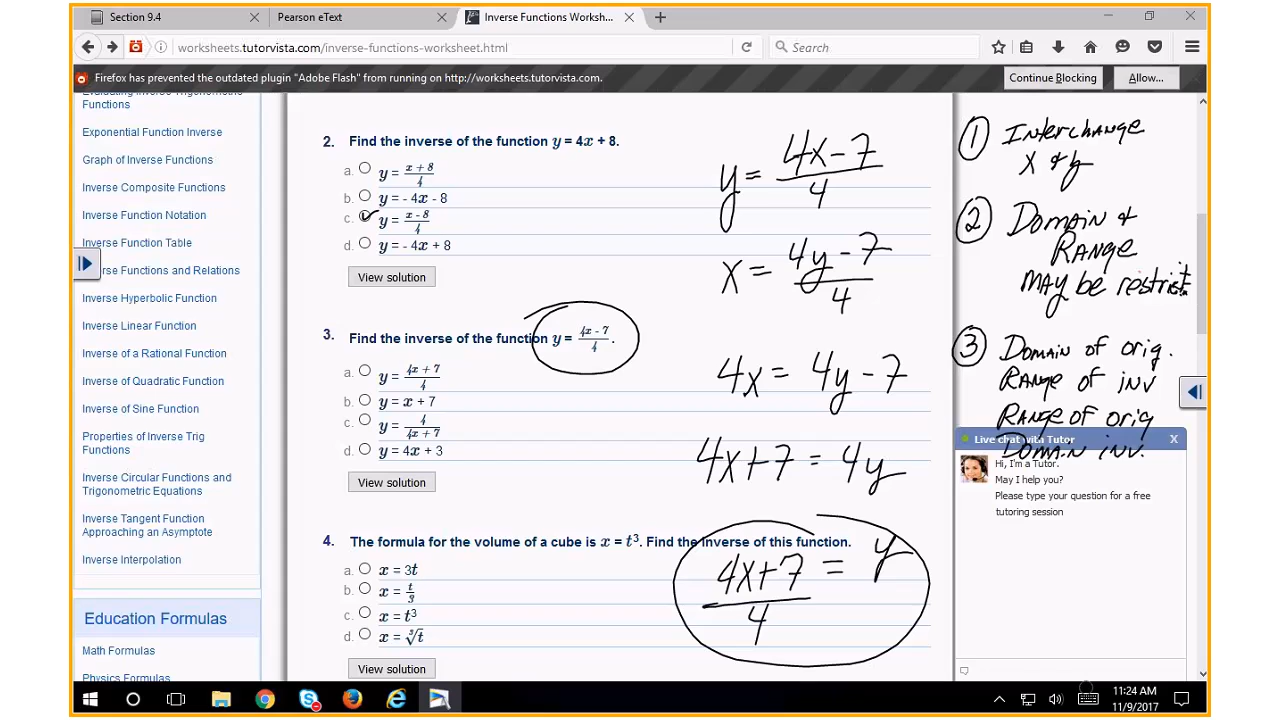 Section 9.4
Pearson eText
Inverse Functions Worksh...
worksheets.tutorvista.com/inverse-functions-worksheet.html
Search
Firefox has prevented the outdated plugin "Adobe Flash" from running on http://worksheets.tutorvista.com.
Continue Blocking
Allow...
Evaluating Inverse Trigonometric
Functions
Exponential Function Inverse
Graph of Inverse Functions
Inverse Composite Functions
Inverse Function Notation
Inverse Function Table
Inverse Functions and Relations
Inverse Hyperbolic Function
Inverse Linear Function
Inverse of a Rational Function
Inverse of Quadratic Function
Inverse of Sine Function
Properties of Inverse Trig
Functions
Inverse Circular Functions and
Trigonometric Equations
Inverse Tangent Function
Approaching an Asymptote
Inverse Interpolation
Education Formulas
Math Formulas
Physics Formulas
2. Find the inverse of the function y = 4x + 8.
a. y = (x + 8)/4
b. y = - 4x - 8
c. y = (x - 8)/4
d. y = - 4x + 8
View solution
3. Find the inverse of the function y = (4x - 7)/4.
a. y = (4x + 7)/4
b. y = x + 7
c. y = 4/(4x + 7)
d. y = 4x + 3
View solution
4. The formula for the volume of a cube is x = t³. Find the inverse of this function.
a. x = 3t
b. x = t/3
c. x = t³
d. x = ∛t
View solution
y = (4x - 7)/4
x = (4y - 7)/4
4x = 4y - 7
4x + 7 = 4y
(4x + 7)/4 = y
① Interchange
x & y
② Domain &
Range
may be restrict
③ Domain of orig.
Range of inv
Range of orig
Domain inv.
Live chat with Tutor X
Hi, I'm a Tutor.
May I help you?
Please type your question for a free
tutoring session
11:24 AM
11/9/2017